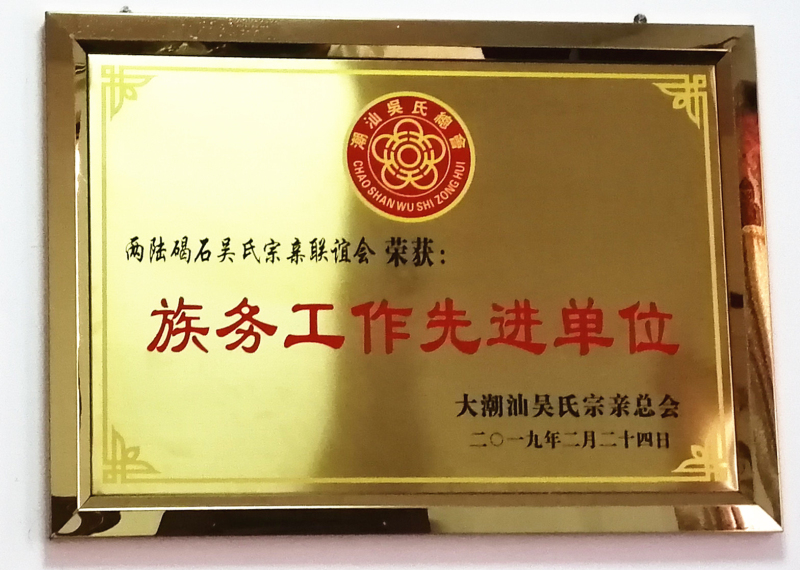 潮汕吳氏總會
CHAO SHAN WU SHI ZONG HUI
两陆碣石吴氏宗亲联谊会 荣获：
族务工作先进单位
大潮汕吴氏宗亲总会
二〇一九年二月二十四日